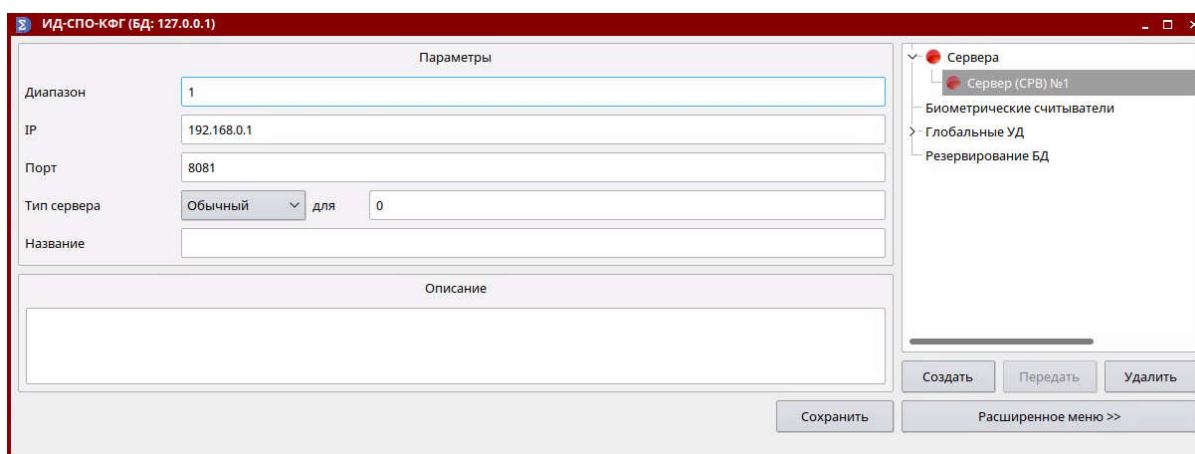 ИД-СПО-КФГ (БД: 127.0.0.1)
Параметры
Диапазон 1
IP 192.168.0.1
Порт 8081
Тип сервера Обычный для 0
Название
Описание
Сохранить
Сервера
Сервер (СРВ) №1
Биометрические считыватели
Глобальные УД
Резервирование БД
Создать Передать Удалить
Расширенное меню >>